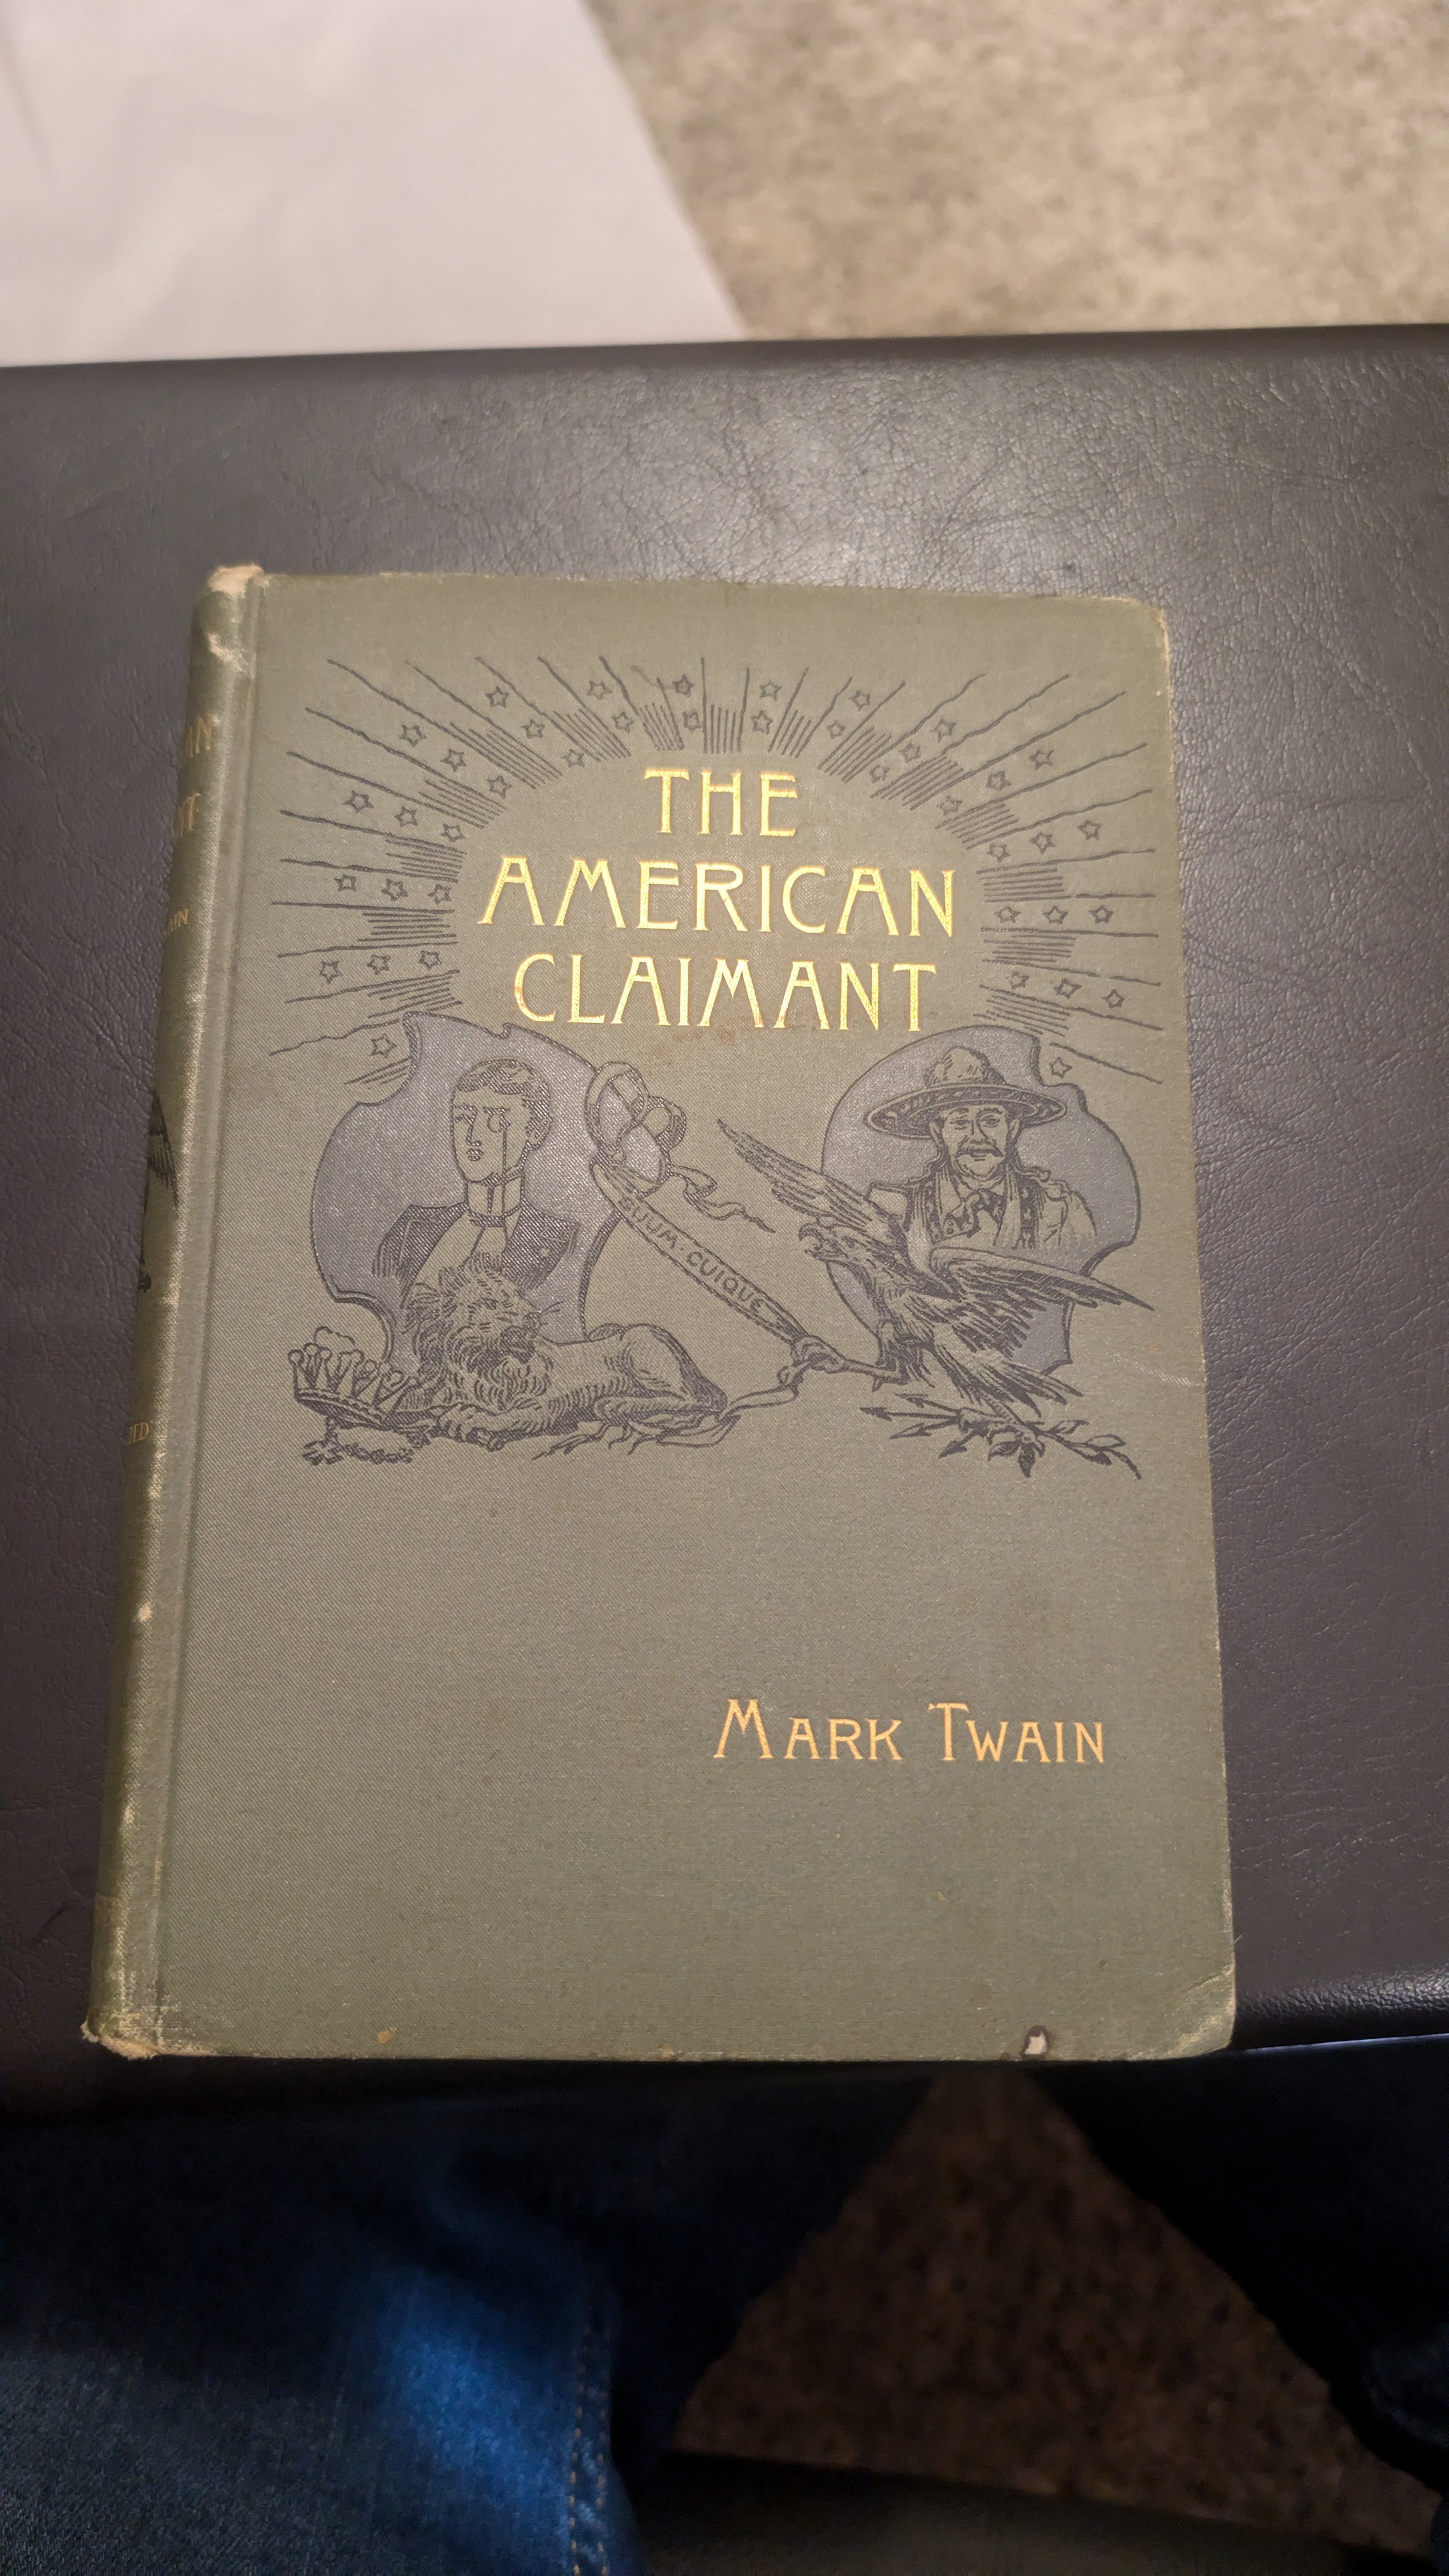 THE
AMERICAN
CLAIMANT
SUUM · CUIQUE
MARK TWAIN